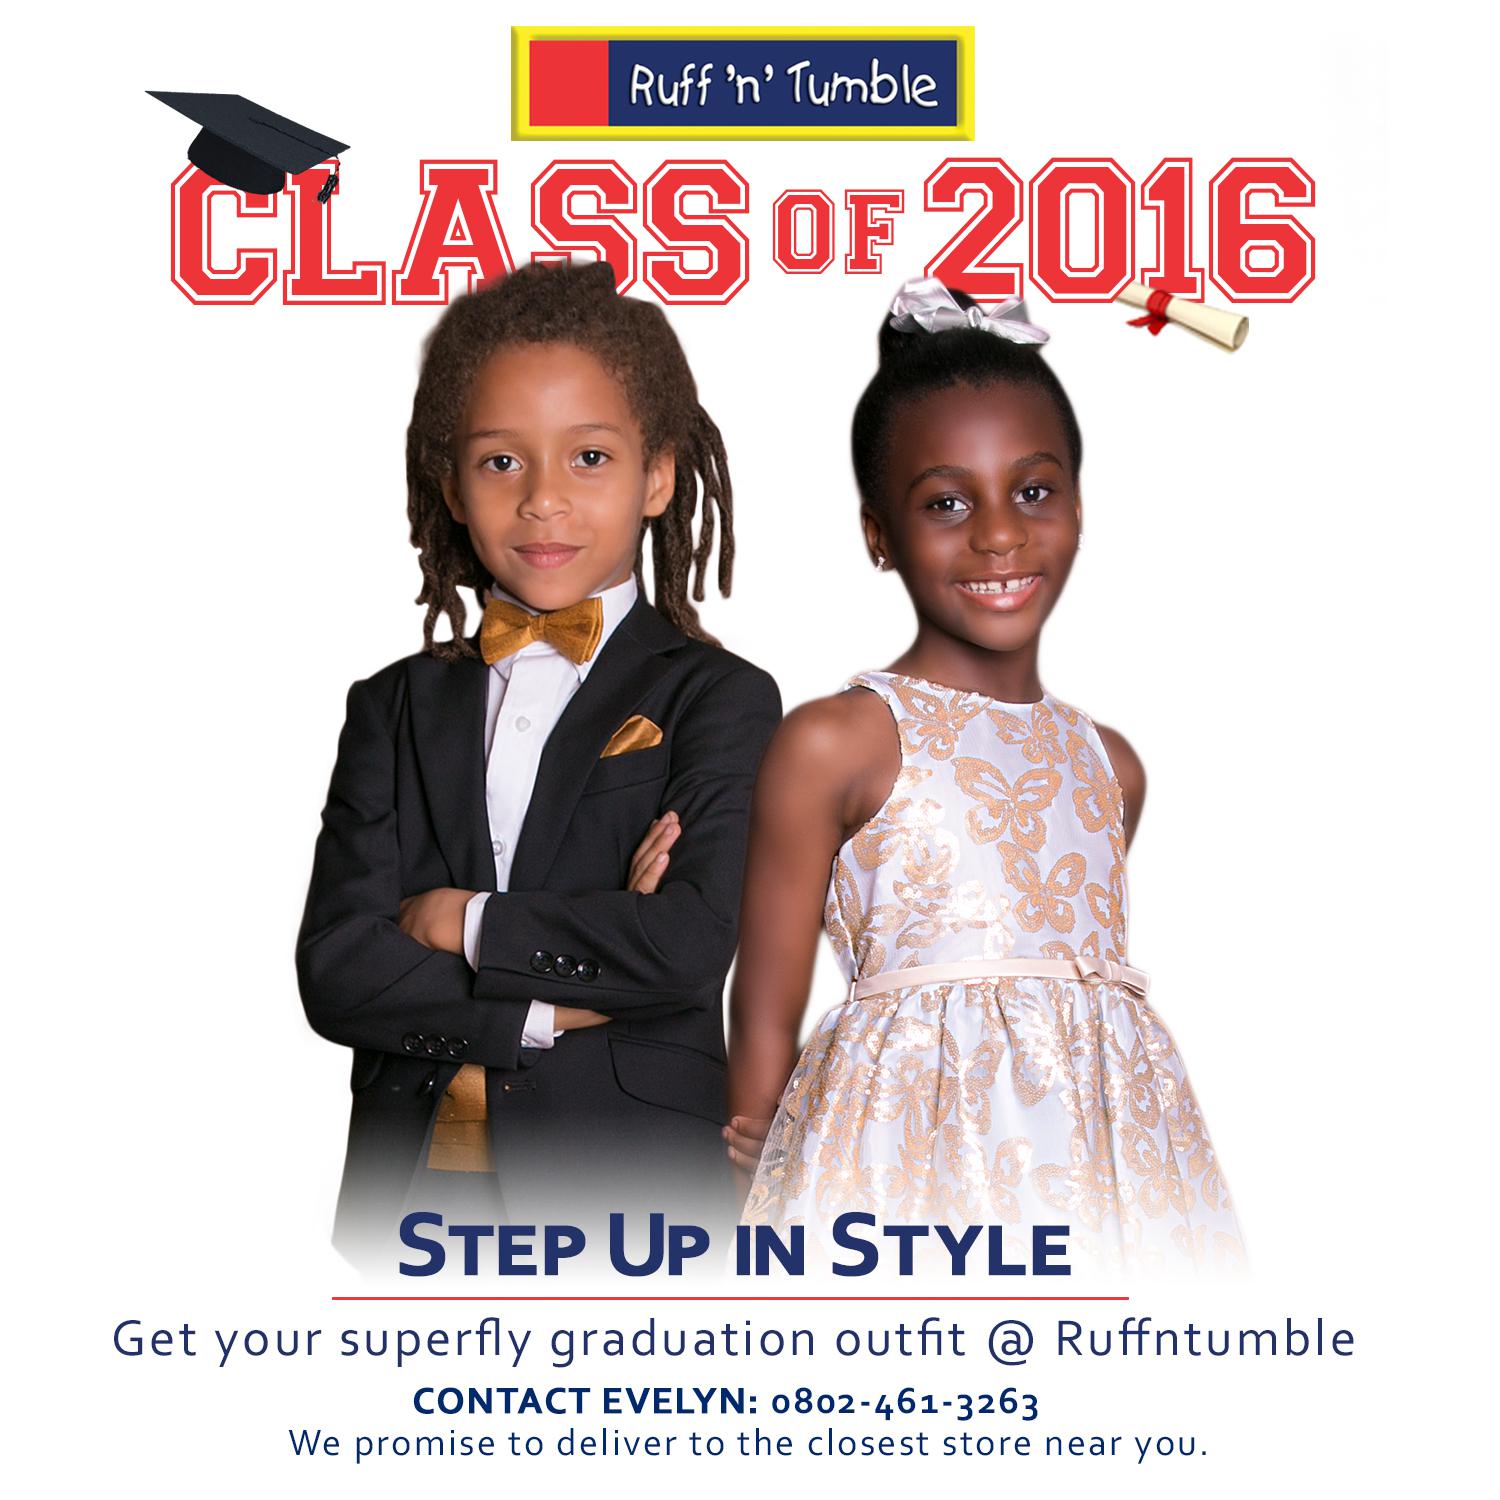 Ruff 'n' Tumble
CLASS OF 2016
STEP UP IN STYLE
Get your superfly graduation outfit @ Ruffntumble
CONTACT EVELYN: 0802-461-3263
We promise to deliver to the closest store near you.